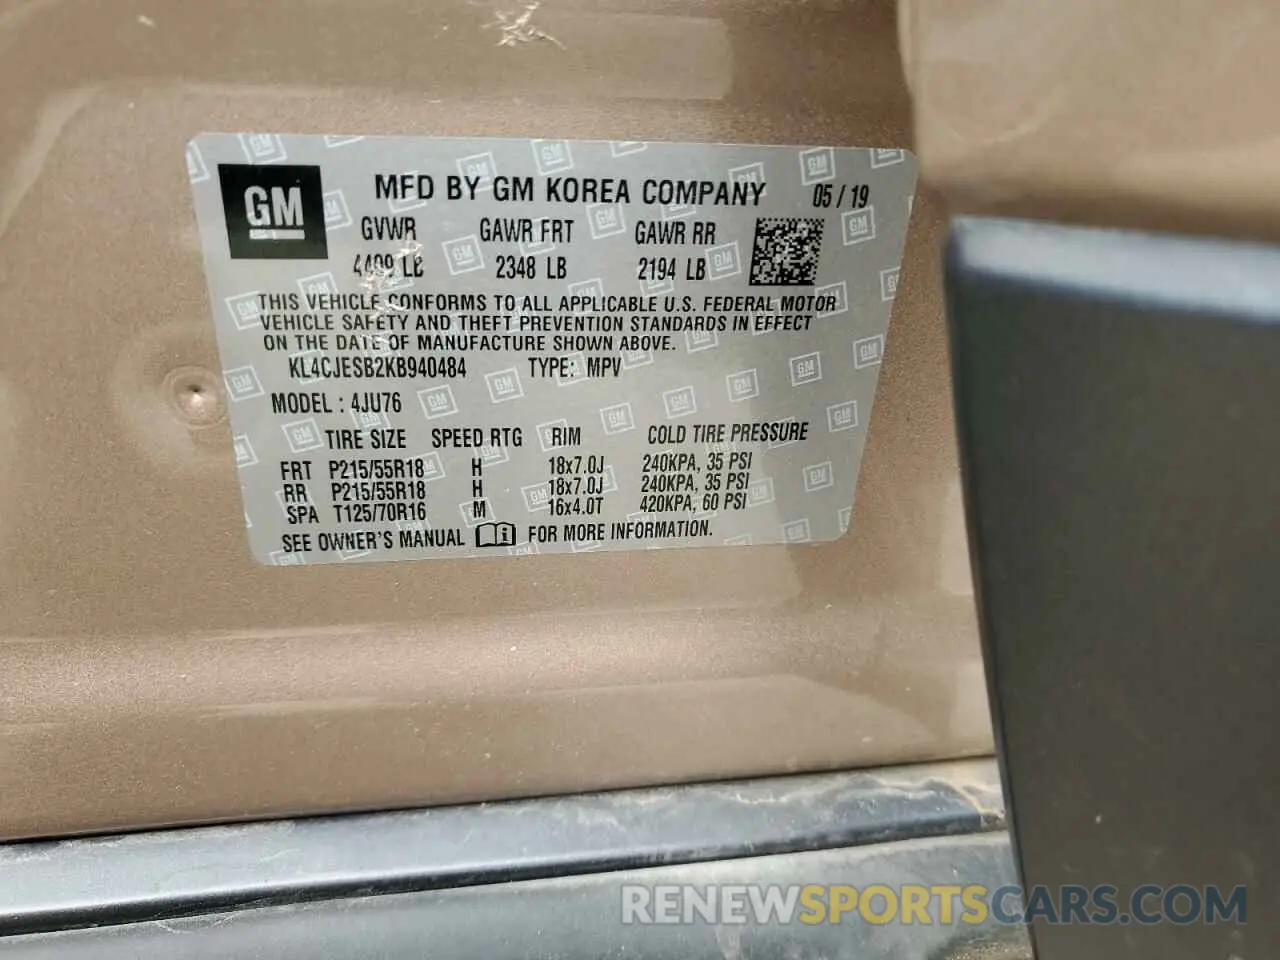 GM
MFD BY GM KOREA COMPANY 05 / 19
GVWR GAWR FRT GAWR RR
4409 LB 2348 LB 2194 LB
THIS VEHICLE CONFORMS TO ALL APPLICABLE U.S. FEDERAL MOTOR
VEHICLE SAFETY AND THEFT PREVENTION STANDARDS IN EFFECT
ON THE DATE OF MANUFACTURE SHOWN ABOVE.
KL4CJESB2KB940484 TYPE: MPV
MODEL : 4JU76
TIRE SIZE SPEED RTG RIM COLD TIRE PRESSURE
FRT P215/55R18 H 18x7.0J 240KPA, 35 PSI
RR P215/55R18 H 18x7.0J 240KPA, 35 PSI
SPA T125/70R16 M 16x4.0T 420KPA, 60 PSI
SEE OWNER'S MANUAL i FOR MORE INFORMATION.
RENEWSPORTSCARS.COM